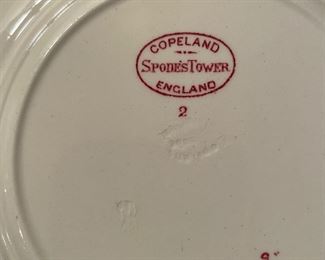 COPELAND
SPODE'S TOWER
ENGLAND
2